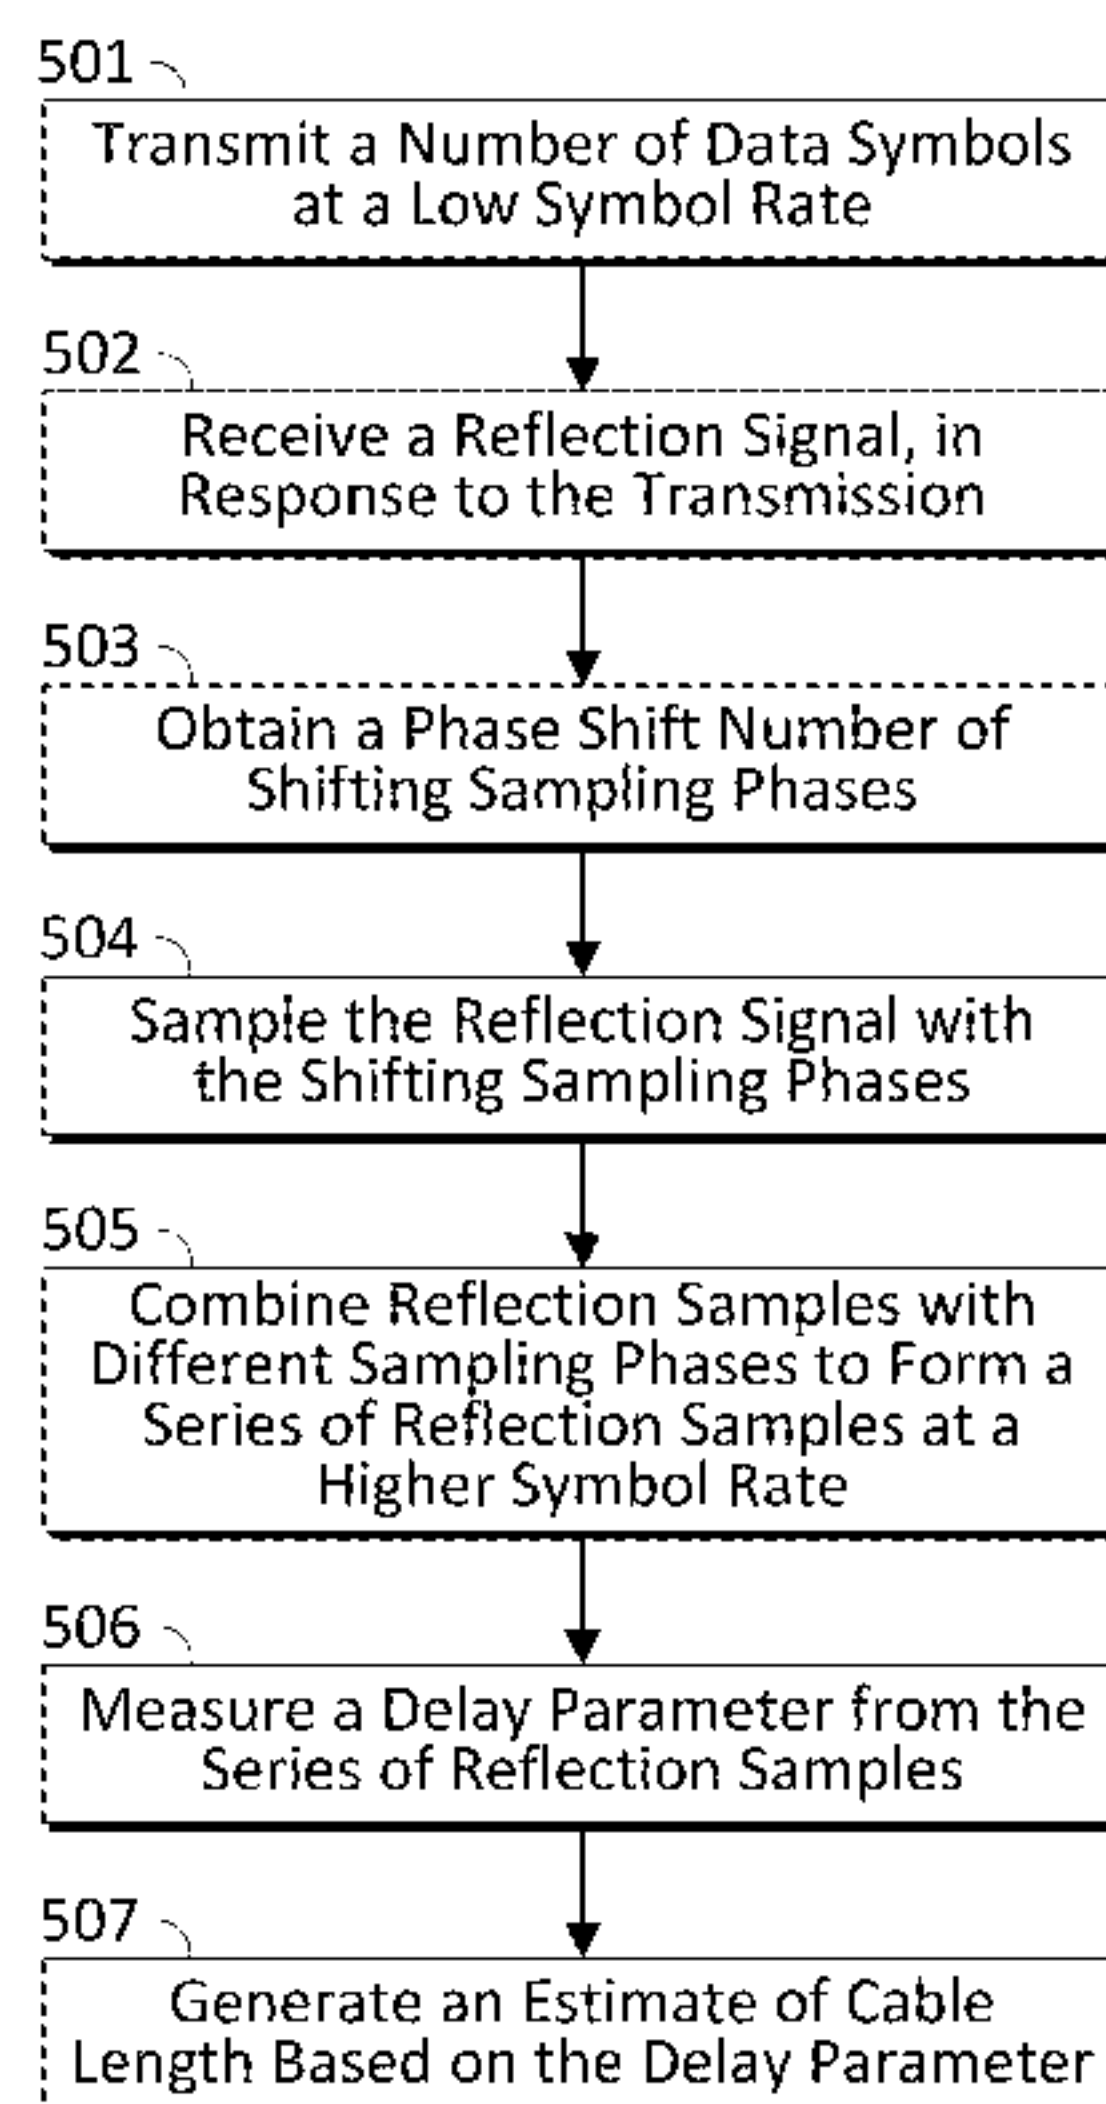 501
Transmit a Number of Data Symbols
at a Low Symbol Rate
502
Receive a Reflection Signal, in
Response to the Transmission
503
Obtain a Phase Shift Number of
Shifting Sampling Phases
504
Sample the Reflection Signal with
the Shifting Sampling Phases
505
Combine Reflection Samples with
Different Sampling Phases to Form a
Series of Reflection Samples at a
Higher Symbol Rate
506
Measure a Delay Parameter from the
Series of Reflection Samples
507
Generate an Estimate of Cable
Length Based on the Delay Parameter